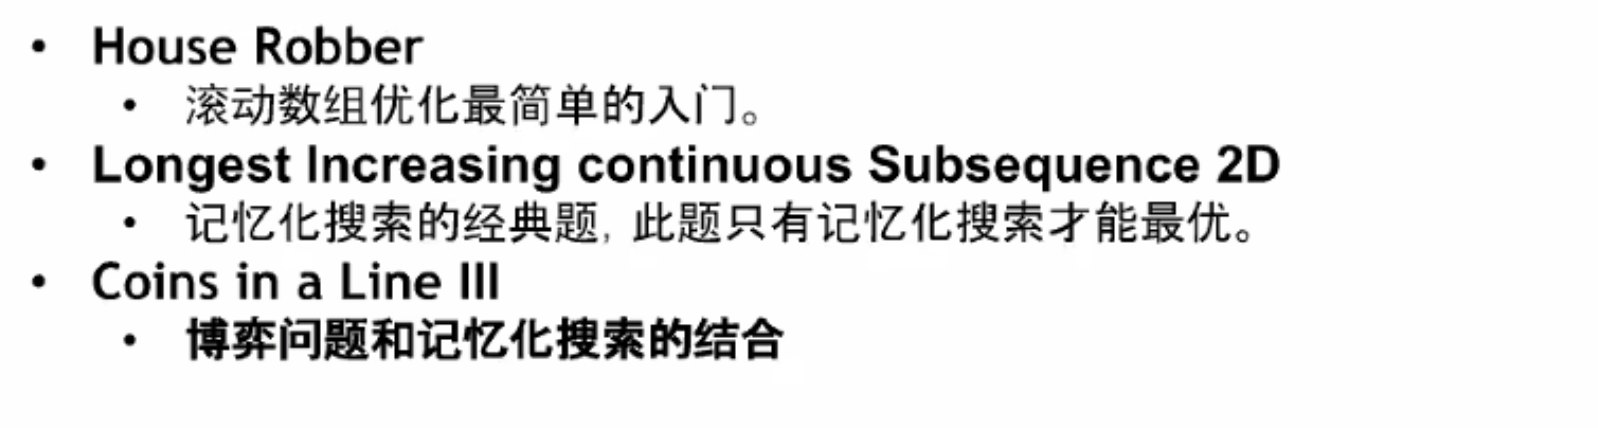 • House Robber
• 滚动数组优化最简单的入门。
• Longest Increasing continuous Subsequence 2D
• 记忆化搜索的经典题, 此题只有记忆化搜索才能最优。
• Coins in a Line III
• 博弈问题和记忆化搜索的结合